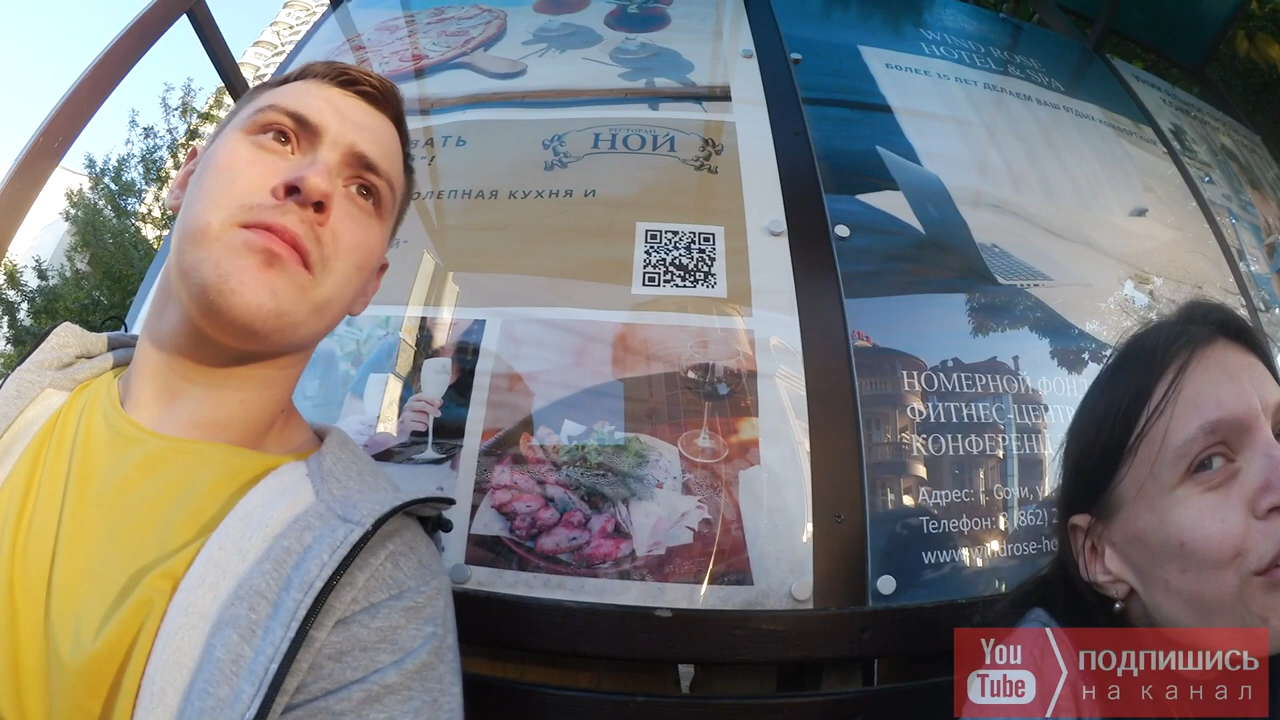 РЕСТОРАН
НОЙ
ВАТЬ
ОЛЕПНАЯ КУХНЯ И
WIND ROSE
HOTEL & SPA
БОЛЕЕ 15 ЛЕТ ДЕЛАЕМ ВАШ ОТДЫХ КОМФОРТНЫМ
НОМЕРНОЙ ФОНД
ФИТНЕС-ЦЕНТР
КОНФЕРЕНЦ-
Адрес: г. Сочи, у
Телефон: 8 (862) 2
www.windrose-ho
You
Tube
ПОДПИШИСЬ
на канал